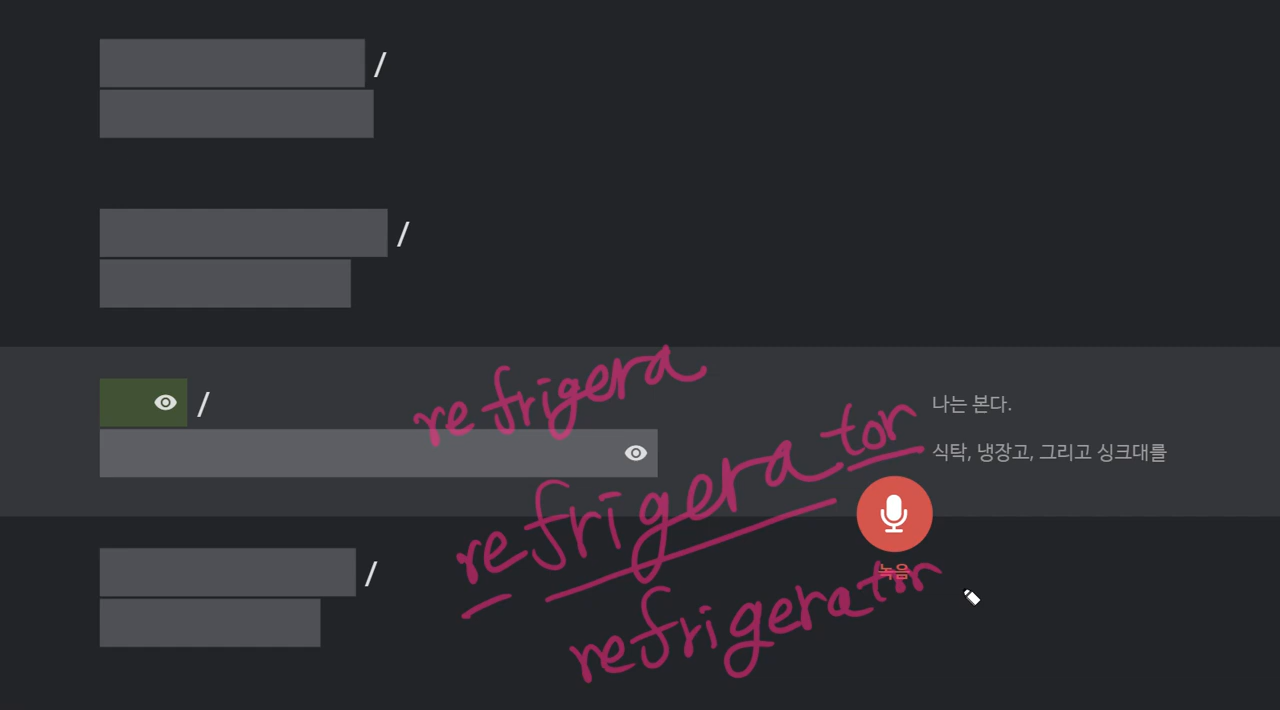 /
/
refrigera
/
나는 본다.
식탁, 냉장고, 그리고 싱크대를
refrigerator
녹음
/
refrigerator